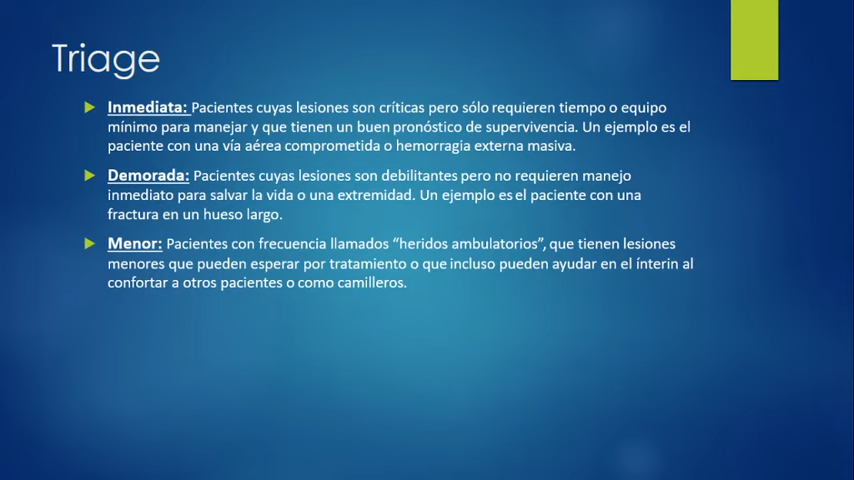 Triage
Inmediata: Pacientes cuyas lesiones son críticas pero sólo requieren tiempo o equipo
mínimo para manejar y que tienen un buen pronóstico de supervivencia. Un ejemplo es el
paciente con una vía aérea comprometida o hemorragia externa masiva.
Demorada: Pacientes cuyas lesiones son debilitantes pero no requieren manejo
inmediato para salvar la vida o una extremidad. Un ejemplo es el paciente con una
fractura en un hueso largo.
Menor: Pacientes con frecuencia llamados “heridos ambulatorios”, que tienen lesiones
menores que pueden esperar por tratamiento o que incluso pueden ayudar en el ínterin al
confortar a otros pacientes o como camilleros.